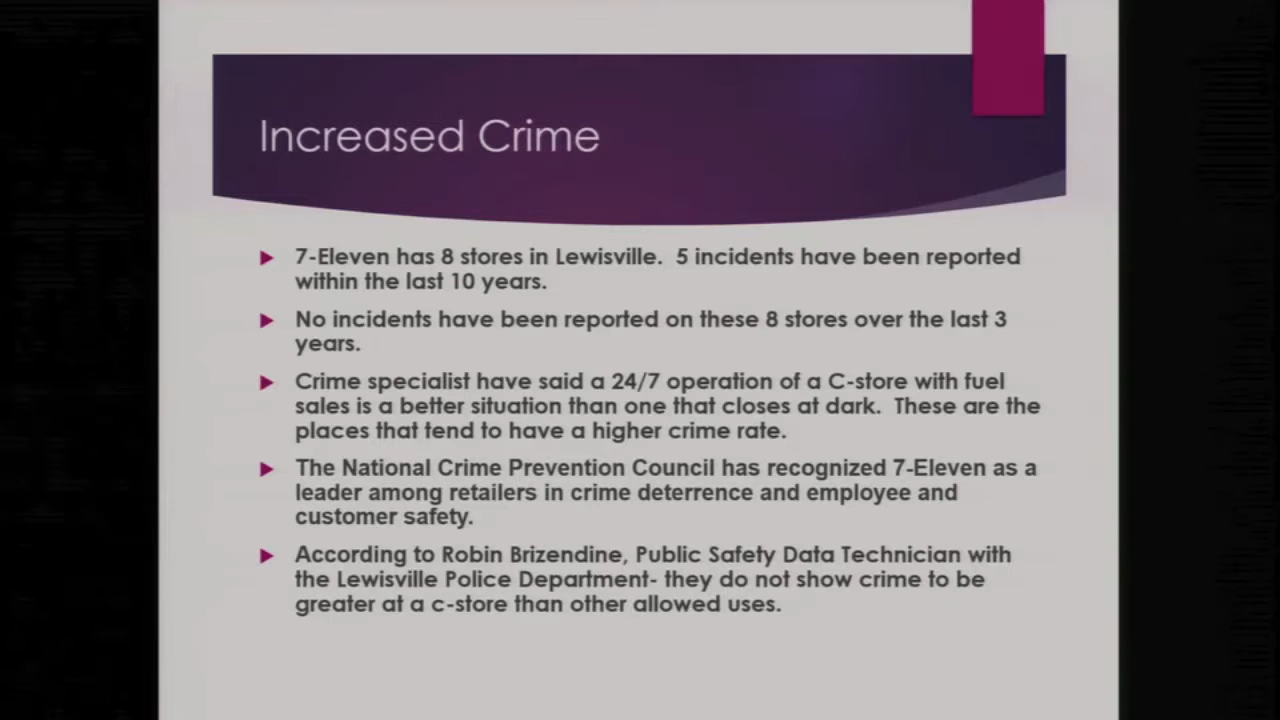 Increased Crime
7-Eleven has 8 stores in Lewisville.  5 incidents have been reported
within the last 10 years.
No incidents have been reported on these 8 stores over the last 3
years.
Crime specialist have said a 24/7 operation of a C-store with fuel
sales is a better situation than one that closes at dark.  These are the
places that tend to have a higher crime rate.
The National Crime Prevention Council has recognized 7-Eleven as a
leader among retailers in crime deterrence and employee and
customer safety.
According to Robin Brizendine, Public Safety Data Technician with
the Lewisville Police Department- they do not show crime to be
greater at a c-store than other allowed uses.